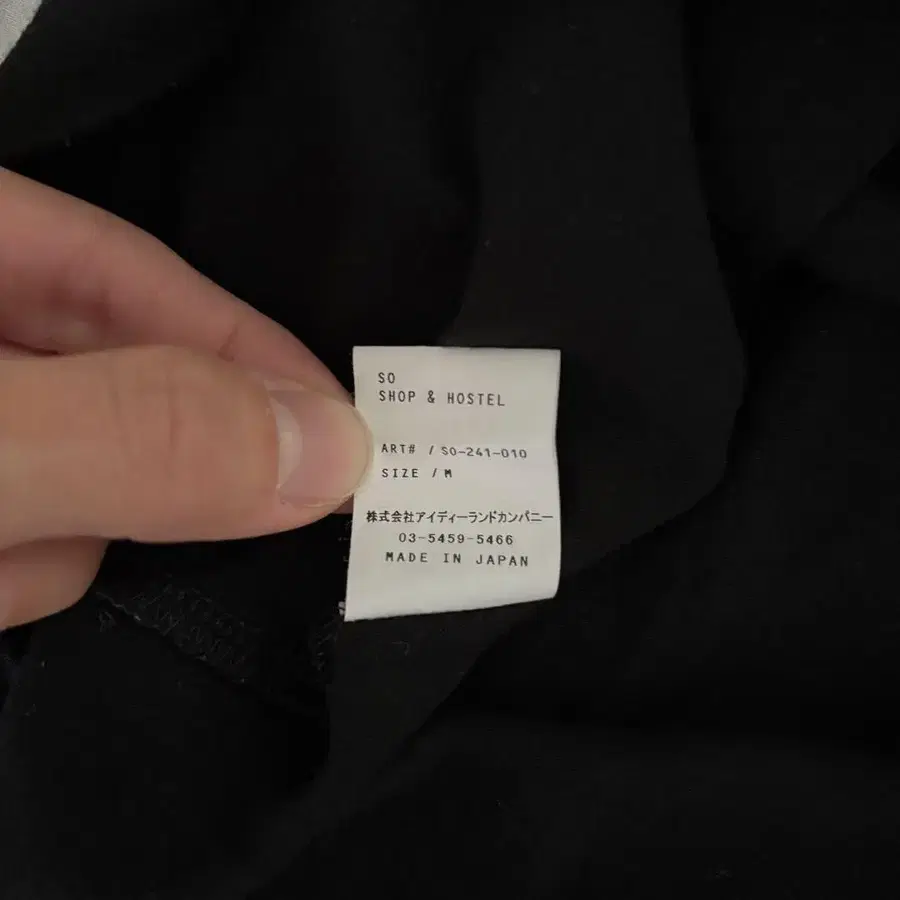 SO
SHOP & HOSTEL
ART# / SO-241-010
SIZE / M
株式会社アイディーランドカンパニー
03-5459-5466
MADE IN JAPAN